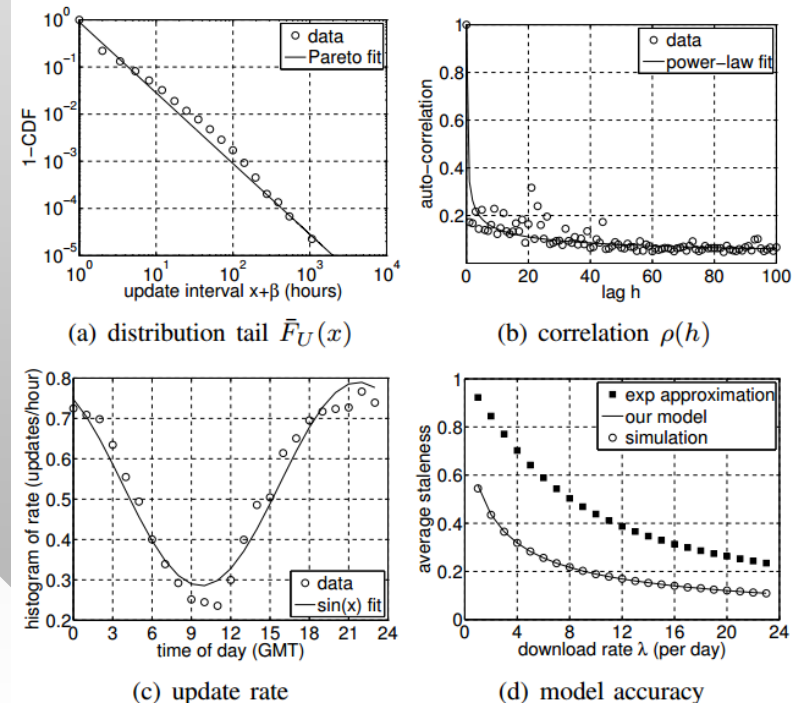 10^0
10^-1
10^-2
10^-3
10^-4
10^-5
1-CDF
data
Pareto fit
10^0 10^1 10^2 10^3 10^4
update interval x+β (hours)
(a) distribution tail F̄_U(x)
1
0.8
0.6
0.4
0.2
auto-correlation
data
power-law fit
0 20 40 60 80 100
lag h
(b) correlation ρ(h)
0.8
0.7
0.6
0.5
0.4
0.3
0.2
histogram of rate (updates/hour)
data
sin(x) fit
0 3 6 9 12 15 18 21 24
time of day (GMT)
(c) update rate
1
0.8
0.6
0.4
0.2
0
average staleness
exp approximation
our model
simulation
0 4 8 12 16 20 24
download rate λ (per day)
(d) model accuracy